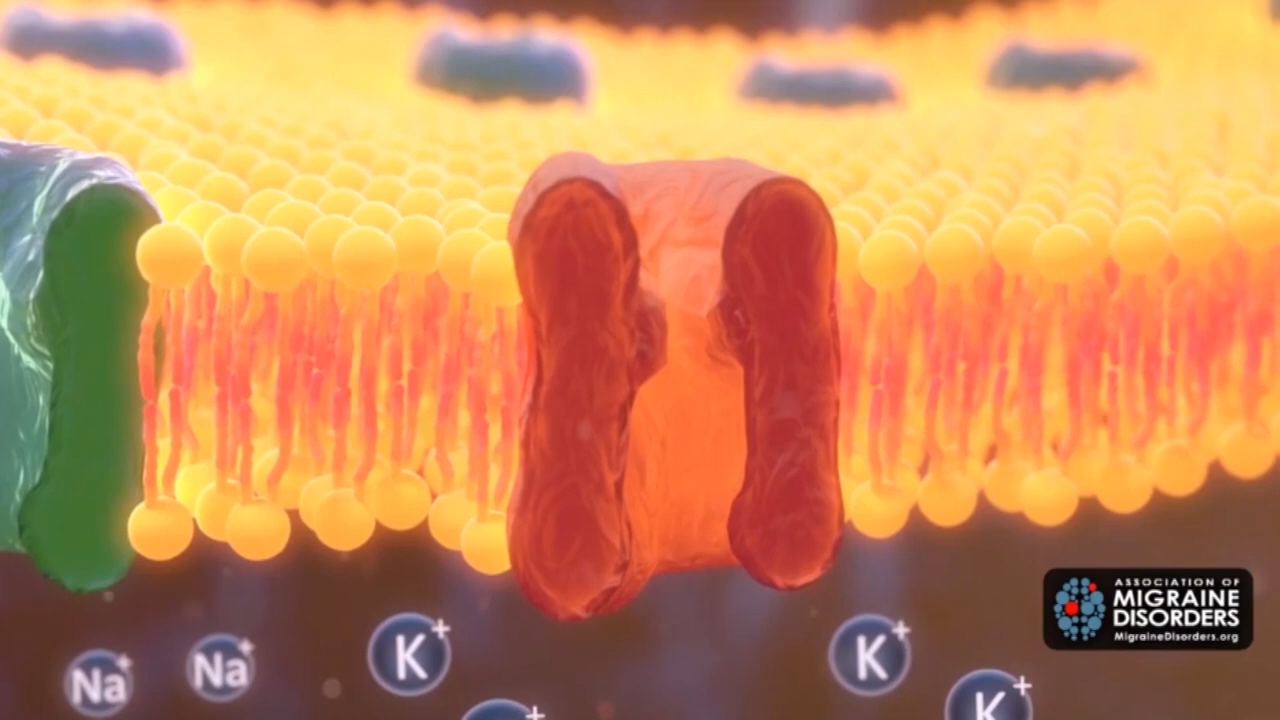 ASSOCIATION OF
MIGRAINE
DISORDERS
MigraineDisorders.org
Na+
Na+
K+
K+
K+
+